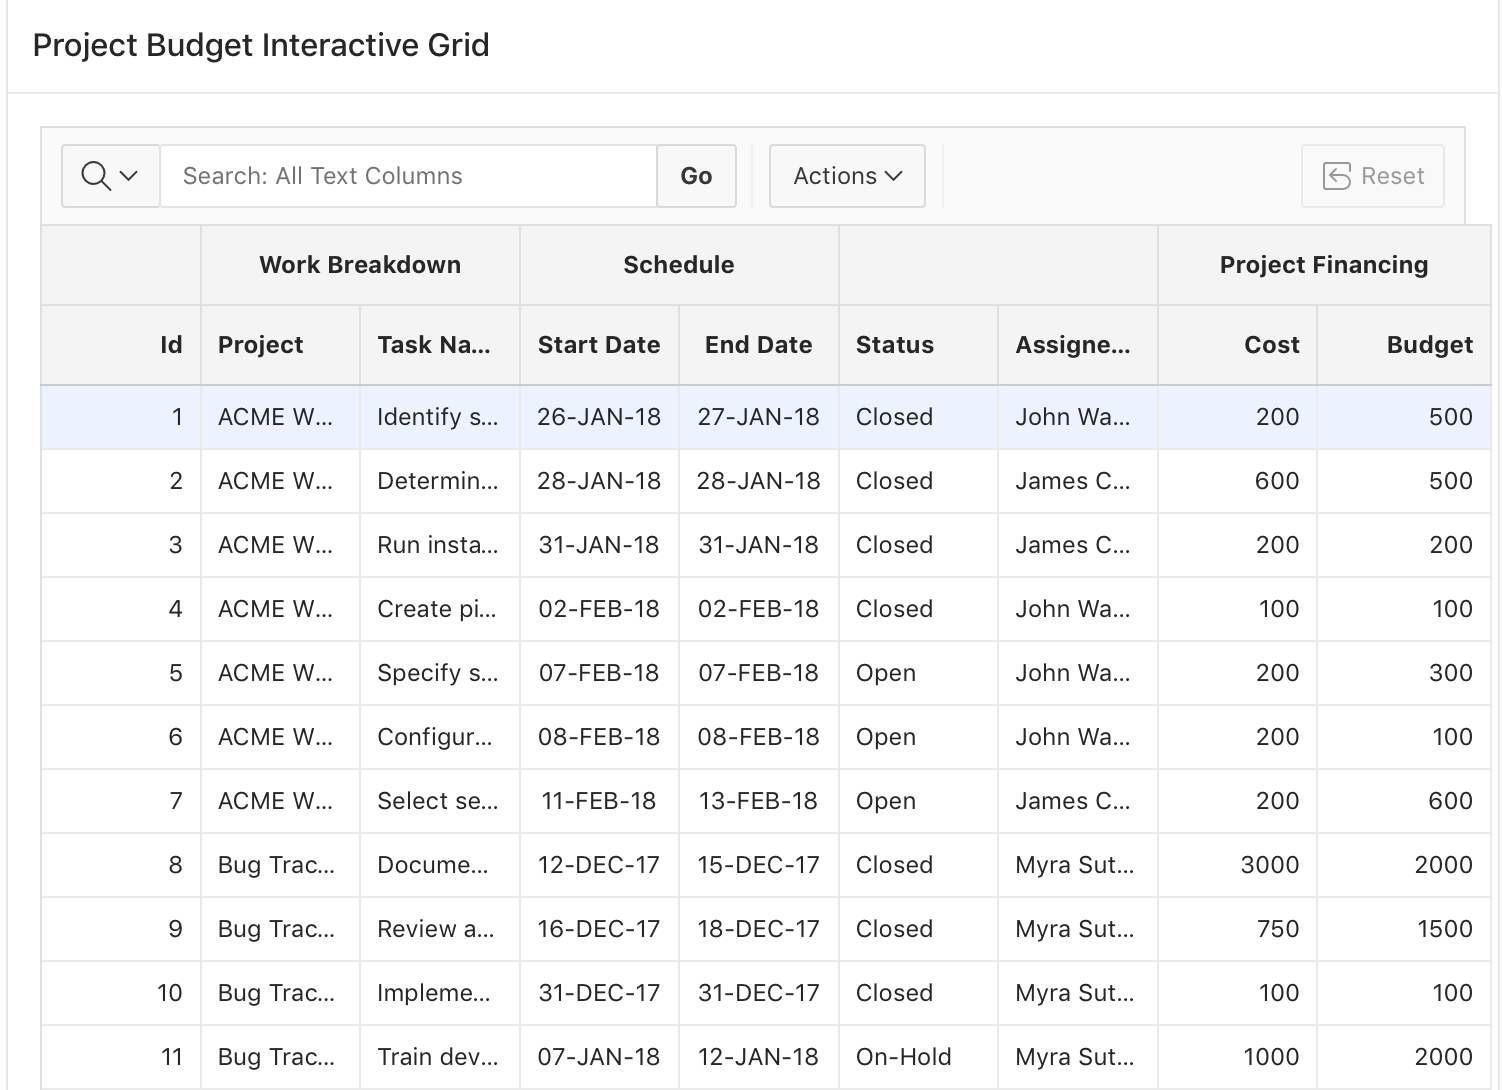 Project Budget Interactive Grid
Search: All Text Columns Go Actions Reset
Work Breakdown Schedule Project Financing
Id Project Task Na... Start Date End Date Status Assigne... Cost Budget
1 ACME W... Identify s... 26-JAN-18 27-JAN-18 Closed John Wa... 200 500
2 ACME W... Determin... 28-JAN-18 28-JAN-18 Closed James C... 600 500
3 ACME W... Run insta... 31-JAN-18 31-JAN-18 Closed James C... 200 200
4 ACME W... Create pi... 02-FEB-18 02-FEB-18 Closed John Wa... 100 100
5 ACME W... Specify s... 07-FEB-18 07-FEB-18 Open John Wa... 200 300
6 ACME W... Configur... 08-FEB-18 08-FEB-18 Open John Wa... 200 100
7 ACME W... Select se... 11-FEB-18 13-FEB-18 Open James C... 200 600
8 Bug Trac... Docume... 12-DEC-17 15-DEC-17 Closed Myra Sut... 3000 2000
9 Bug Trac... Review a... 16-DEC-17 18-DEC-17 Closed Myra Sut... 750 1500
10 Bug Trac... Impleme... 31-DEC-17 31-DEC-17 Closed Myra Sut... 100 100
11 Bug Trac... Train dev... 07-JAN-18 12-JAN-18 On-Hold Myra Sut... 1000 2000